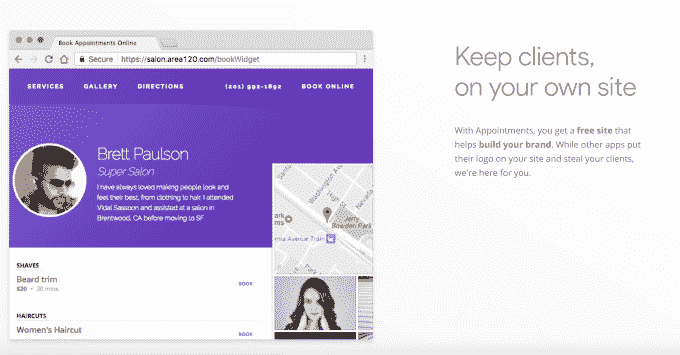 Book Appointments Online
Secure https://salon.area120.com/bookWidget
SERVICES GALLERY DIRECTIONS (201) 992-1892 BOOK ONLINE
Brett Paulson
Super Salon
I have always loved making people look and
feel their best, from clothing to hair. I attended
Vidal Sassoon and assisted at a salon in
Brentwood, CA before moving to SF
SHAVES
Beard trim
$20 • 30 mins
BOOK
HAIRCUTS
Women's Haircut
BOOK
Washington Ave
High St
Nevada
Jerry
Bowden Park
Avenue Train
Keep clients,
on your own site
With Appointments, you get a free site that
helps build your brand. While other apps put
their logo on your site and steal your clients,
we're here for you.